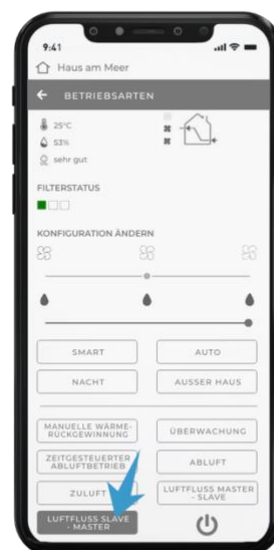 9:41
Haus am Meer
BETRIEBSARTEN
25°C
53%
sehr gut
FILTERSTATUS
KONFIGURATION ÄNDERN
SMART
AUTO
NACHT
AUSSER HAUS
MANUELLE WÄRME-
RÜCKGEWINNUNG
ÜBERWACHUNG
ZEITGESTEUERTER
ABLUFTBETRIEB
ABLUFT
ZULUFT
LUFTFLUSS MASTER
- SLAVE
LUFTFLUSS SLAVE
- MASTER